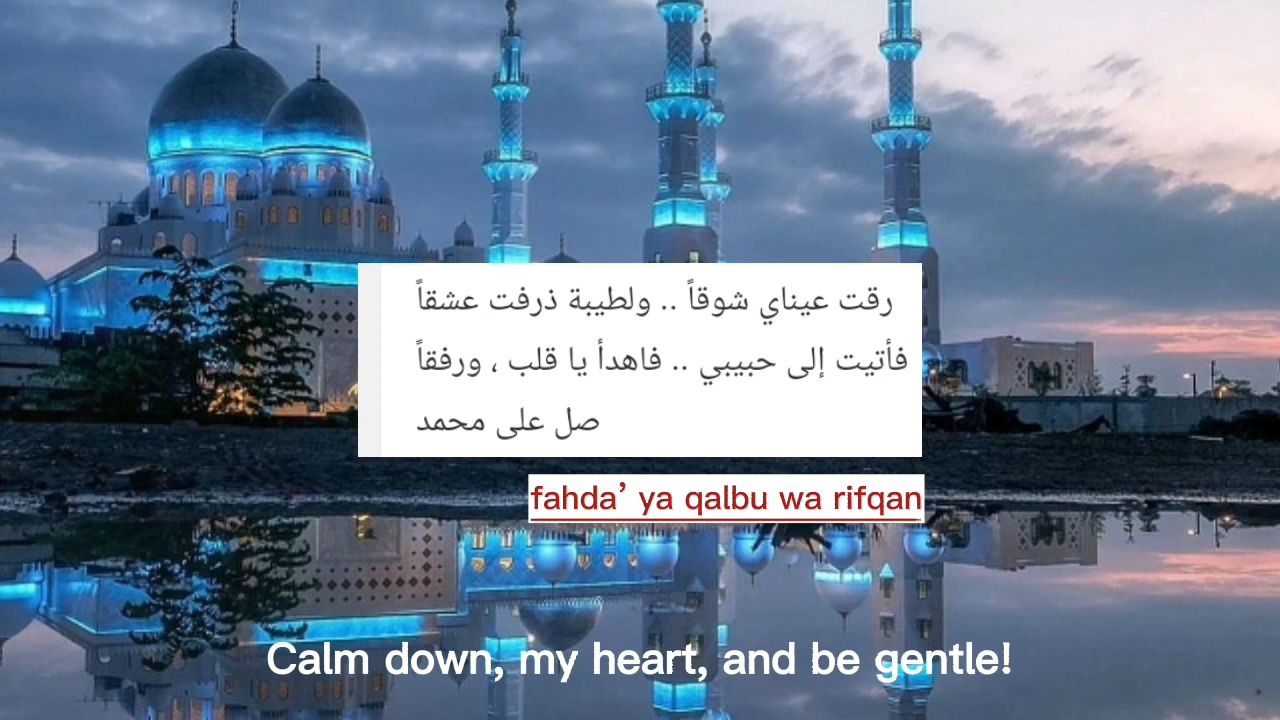 رقت عيناي شوقاً .. ولطيبة ذرفت عشقاً
فأتيت إلى حبيبي .. فاهدأ يا قلب ، ورفقاً
صل على محمد
fahda’ ya qalbu wa rifqan
Calm down, my heart, and be gentle!